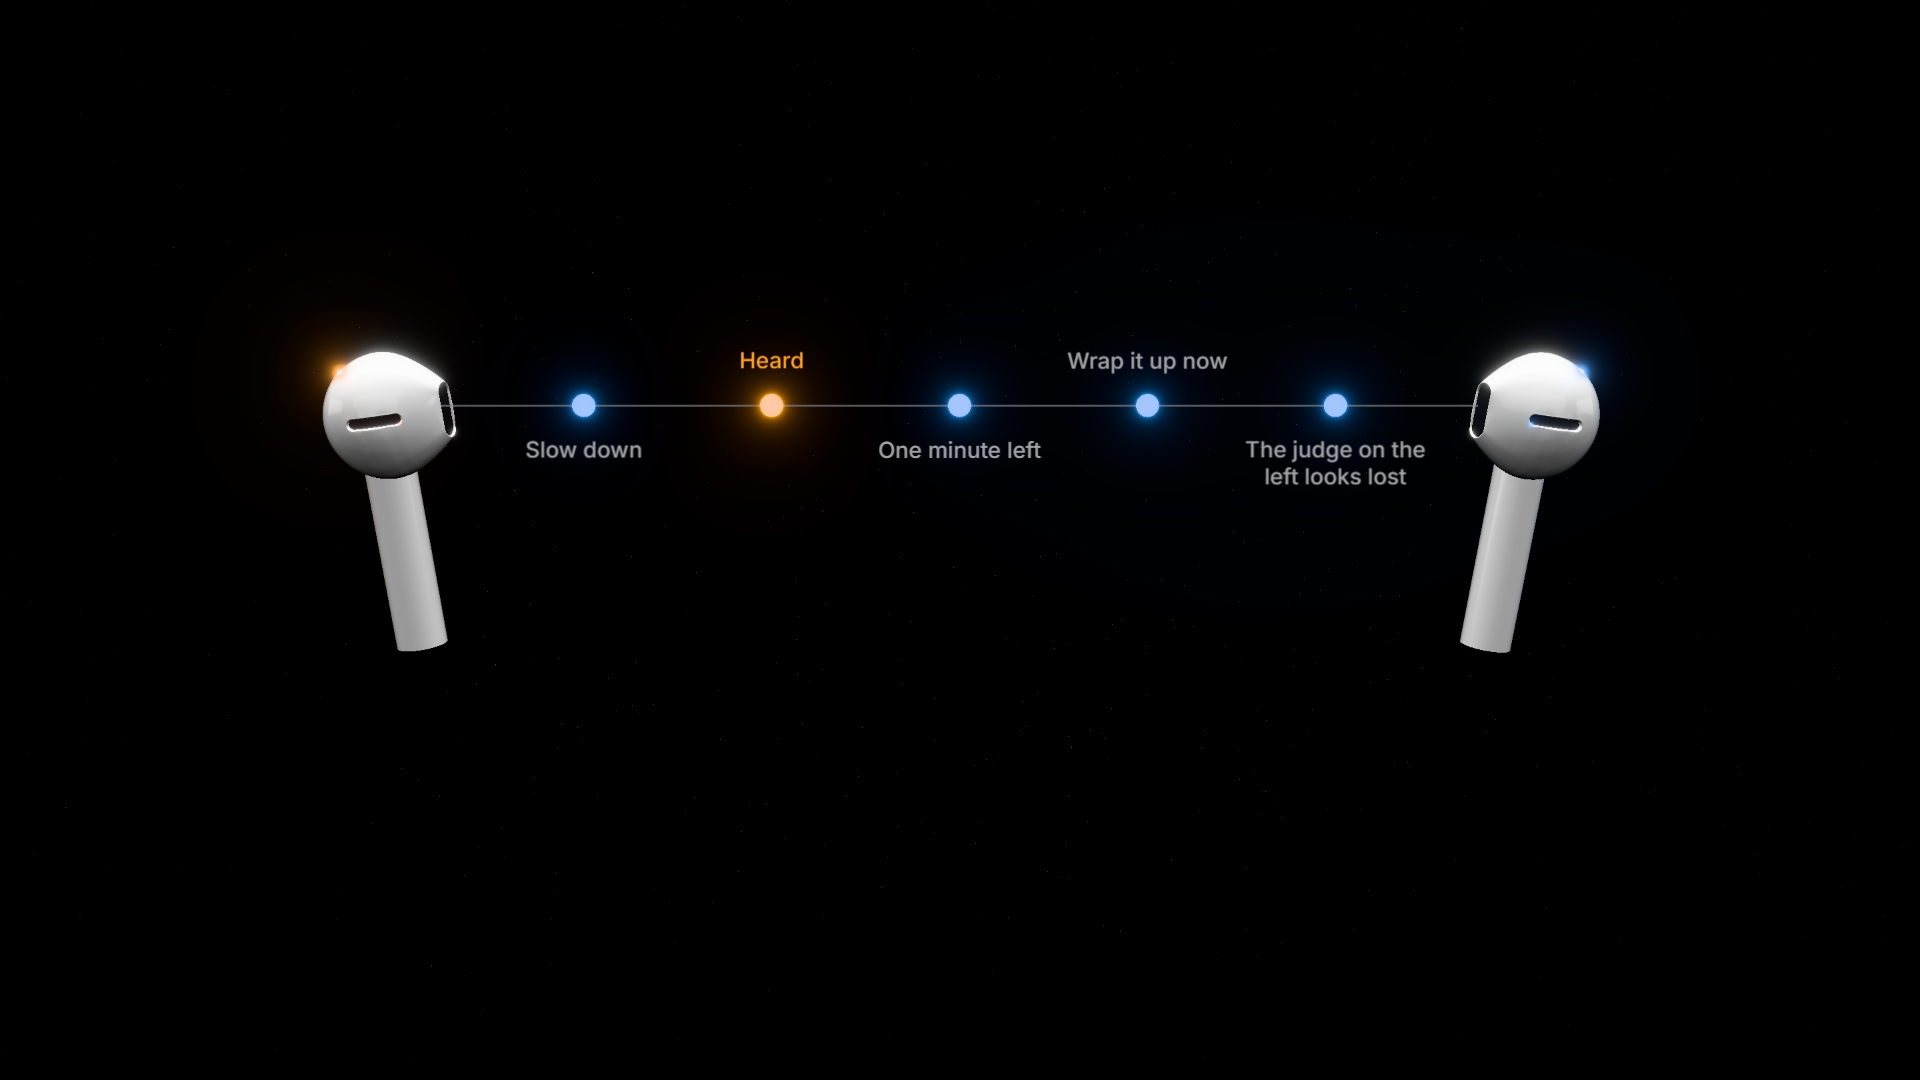 Heard
Wrap it up now
Slow down
One minute left
The judge on the
left looks lost